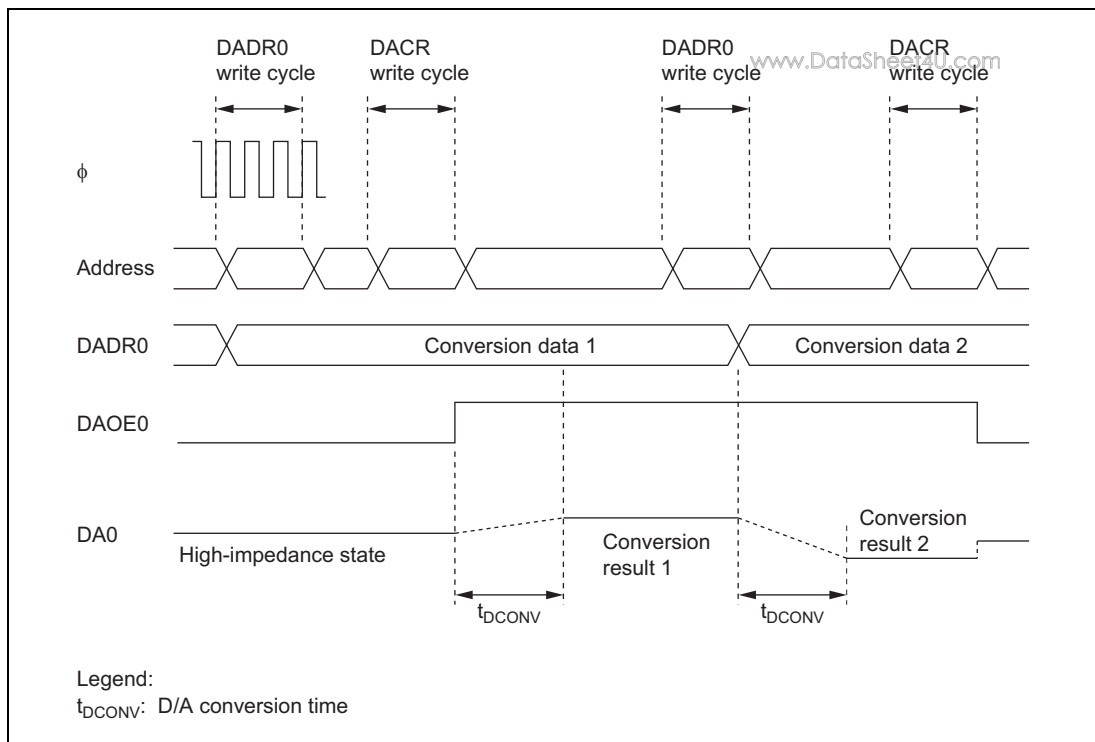 DADR0
write cycle
DACR
write cycle
DADR0
write cycle
DACR
write cycle
www.DataSheet4U.com
φ
Address
DADR0
Conversion data 1
Conversion data 2
DAOE0
DA0
High-impedance state
Conversion
result 1
Conversion
result 2
tDCONV
tDCONV
Legend:
tDCONV: D/A conversion time